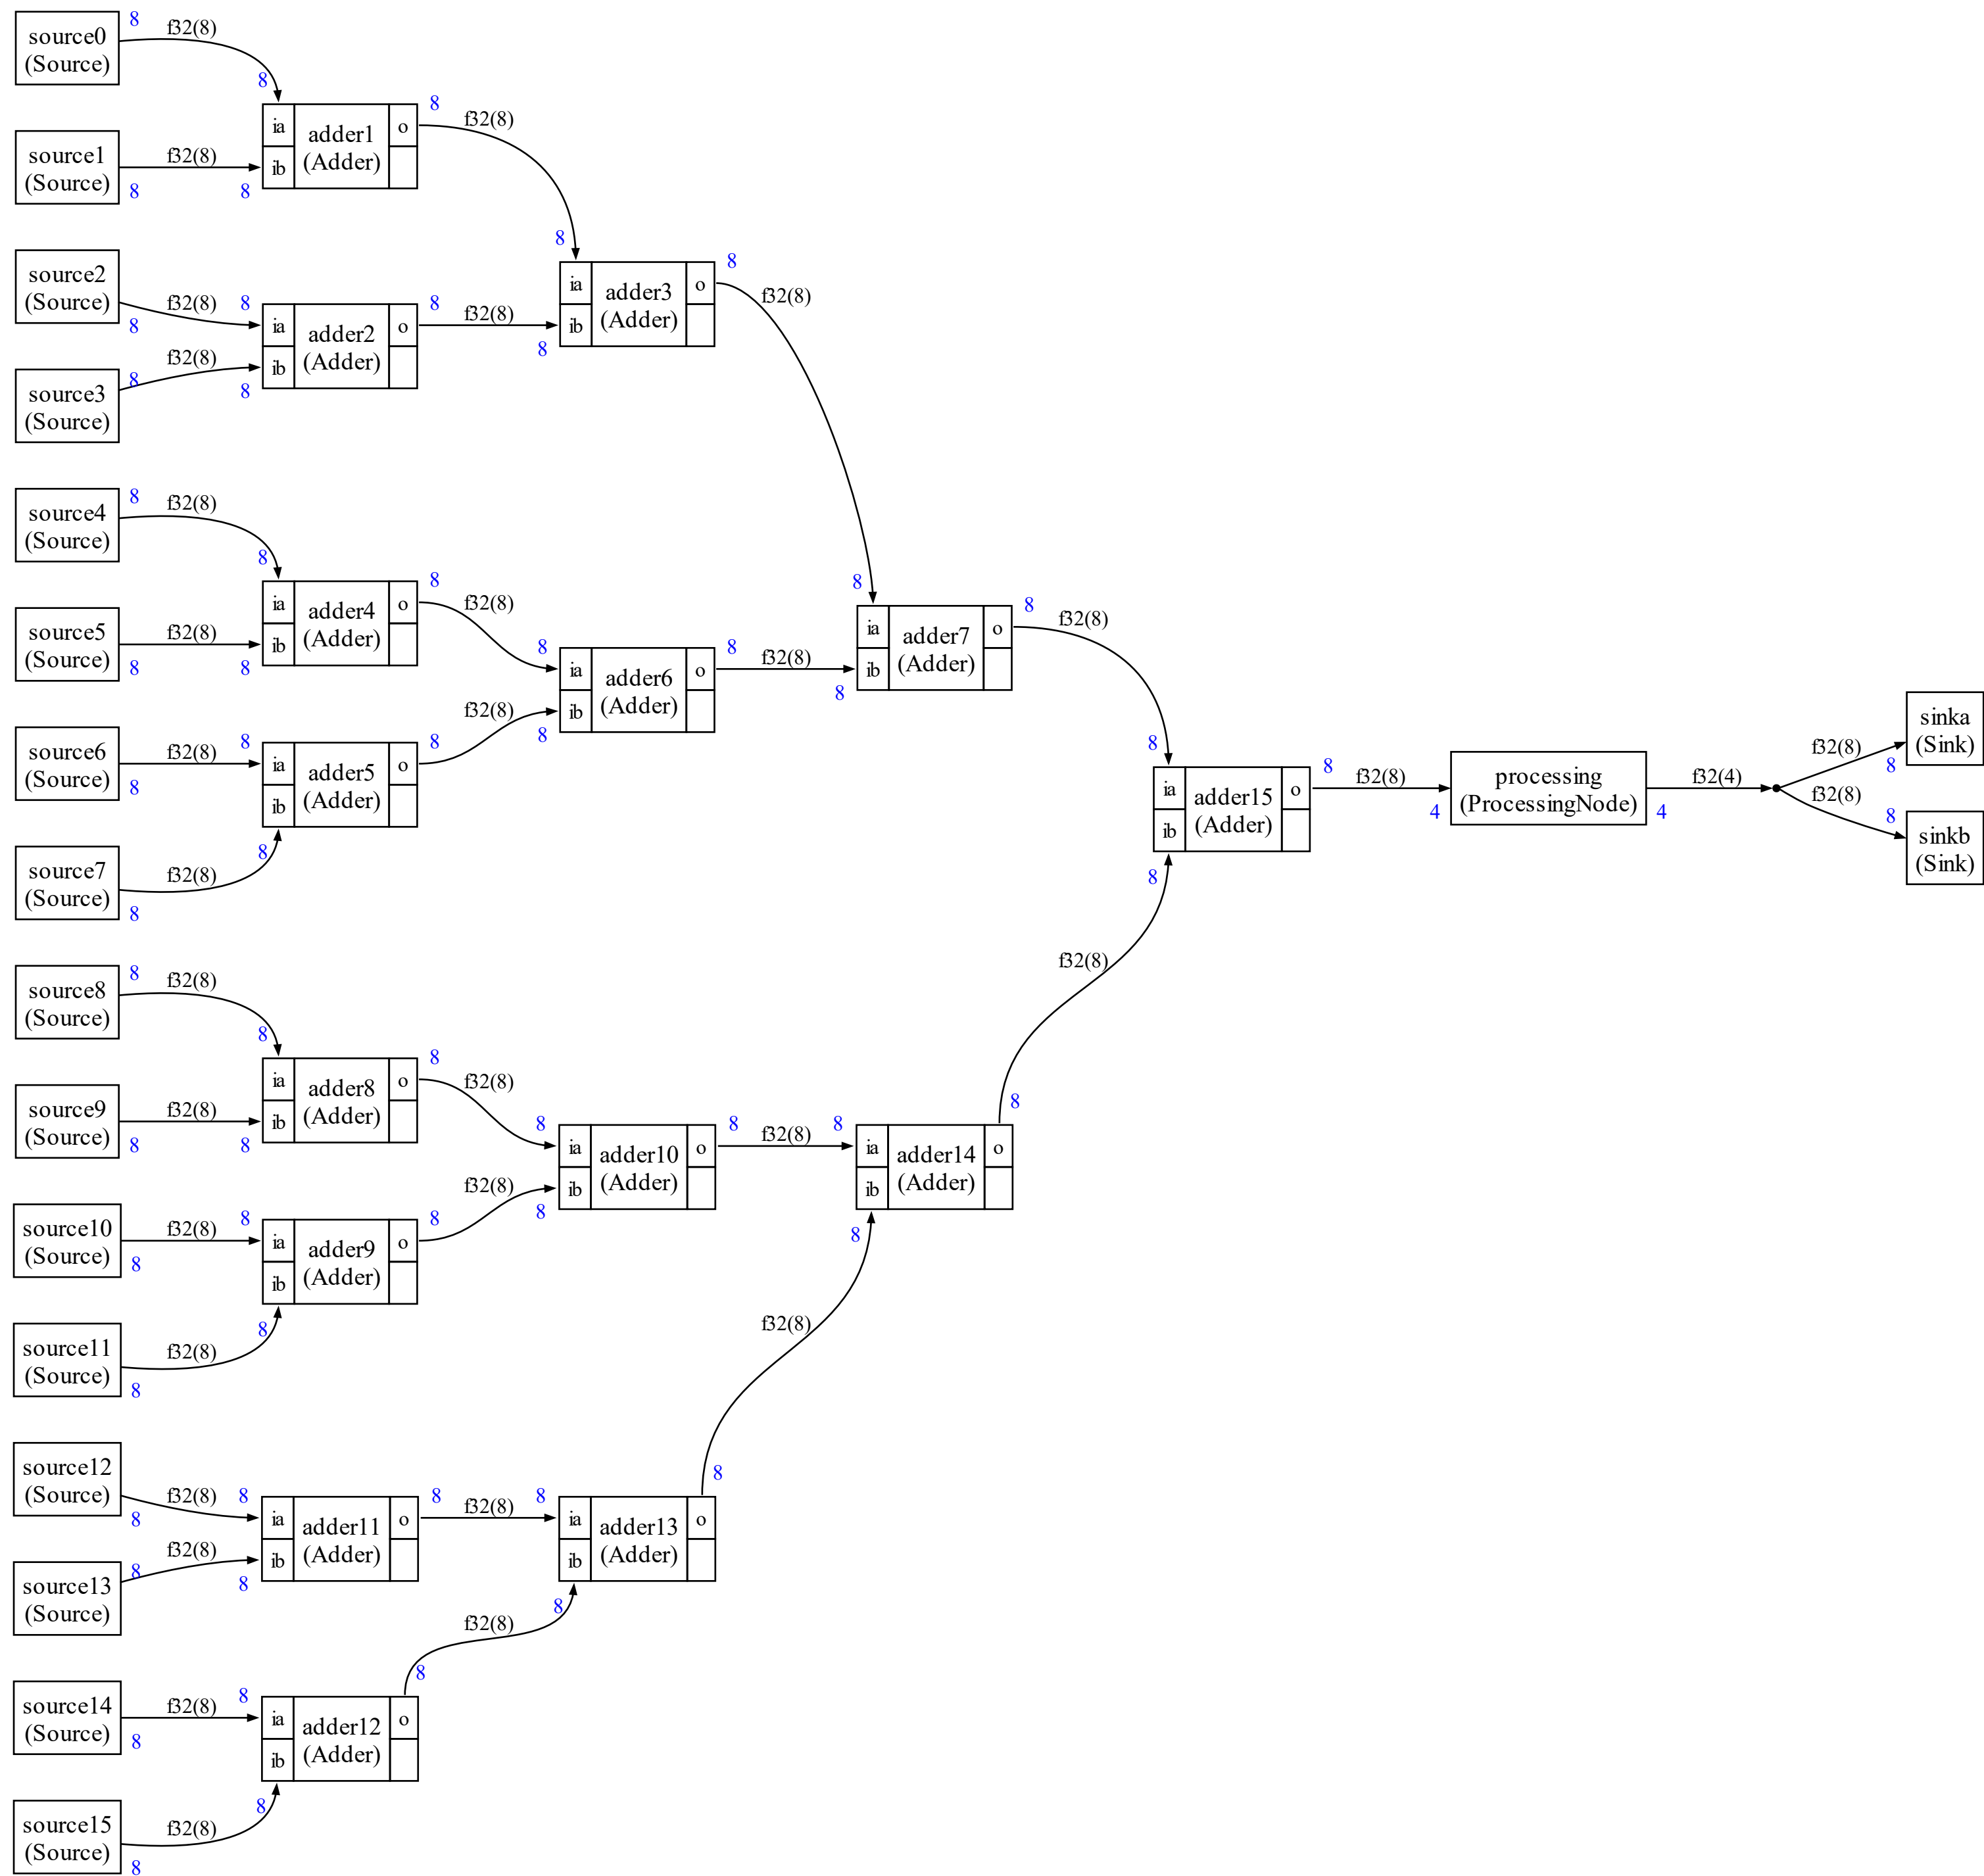 8
f32(8)
source0
(Source)
8
ia
ib
adder1
(Adder)
o
8
f32(8)
source1
(Source)
f32(8)
8
8
source2
(Source)
f32(8)
8
8
ia
ib
adder2
(Adder)
o
8
f32(8)
8
source3
(Source)
f32(8)
8
8
8
ia
ib
adder3
(Adder)
o
8
f32(8)
source4
(Source)
8
f32(8)
8
ia
ib
adder4
(Adder)
o
8
f32(8)
source5
(Source)
f32(8)
8
8
source6
(Source)
f32(8)
8
8
ia
ib
adder5
(Adder)
o
8
f32(8)
source7
(Source)
f32(8)
8
8
8
ia
ib
adder6
(Adder)
o
8
8
f32(8)
8
8
ia
ib
adder7
(Adder)
o
8
f32(8)
8
ia
ib
adder15
(Adder)
o
8
8
f32(8)
4
processing
(ProcessingNode)
4
f32(4)
f32(8)
8
sinka
(Sink)
f32(8)
8
sinkb
(Sink)
source8
(Source)
8
f32(8)
8
ia
ib
adder8
(Adder)
o
8
f32(8)
source9
(Source)
f32(8)
8
8
source10
(Source)
f32(8)
8
8
ia
ib
adder9
(Adder)
o
8
f32(8)
source11
(Source)
f32(8)
8
8
8
ia
ib
adder10
(Adder)
o
8
8
f32(8)
8
ia
ib
adder14
(Adder)
o
8
8
f32(8)
source12
(Source)
f32(8)
8
8
ia
ib
adder11
(Adder)
o
8
f32(8)
8
source13
(Source)
f32(8)
8
8
ia
ib
adder13
(Adder)
o
8
8
f32(8)
source14
(Source)
f32(8)
8
8
ia
ib
adder12
(Adder)
o
8
f32(8)
source15
(Source)
f32(8)
8
8